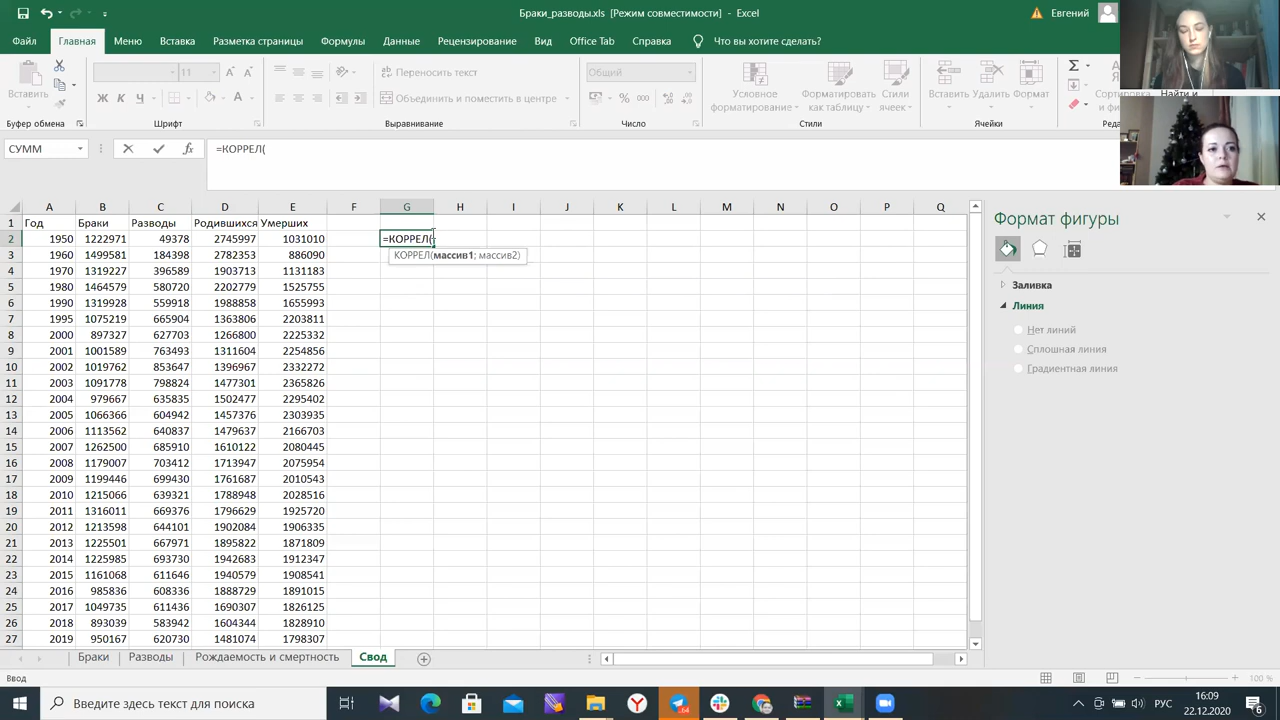 Браки_разводы.xls [Режим совместимости] - Excel
Евгений
Файл Главная Меню Вставка Разметка страницы Формулы Данные Рецензирование Вид Office Tab Справка Что вы хотите сделать?
Вставить
Буфер обмена
11
Ж К Ч
Шрифт
Переносить текст
Выравнивание
Общий
% 000
Число
Условное форматирование
Форматировать как таблицу
Стили ячейки
Стили
Вставить Удалить Формат
Ячейки
Сортировка и ф
Найти и
Реда
СУММ
=КОРРЕЛ(
A B C D E F G H I J K L M N O P Q
1 Год Браки Разводы Родившихся Умерших
2 1950 1222971 49378 2745997 1031010 =КОРРЕЛ(
КОРРЕЛ(массив1; массив2)
3 1960 1499581 184398 2782353 886090
4 1970 1319227 396589 1903713 1131183
5 1980 1464579 580720 2202779 1525755
6 1990 1319928 559918 1988858 1655993
7 1995 1075219 665904 1363806 2203811
8 2000 897327 627703 1266800 2225332
9 2001 1001589 763493 1311604 2254856
10 2002 1019762 853647 1396967 2332272
11 2003 1091778 798824 1477301 2365826
12 2004 979667 635835 1502477 2295402
13 2005 1066366 604942 1457376 2303935
14 2006 1113562 640837 1479637 2166703
15 2007 1262500 685910 1610122 2080445
16 2008 1179007 703412 1713947 2075954
17 2009 1199446 699430 1761687 2010543
18 2010 1215066 639321 1788948 2028516
19 2011 1316011 669376 1796629 1925720
20 2012 1213598 644101 1902084 1906335
21 2013 1225501 667971 1895822 1871809
22 2014 1225985 693730 1942683 1912347
23 2015 1161068 611646 1940579 1908541
24 2016 985836 608336 1888729 1891015
25 2017 1049735 611436 1690307 1826125
26 2018 893039 583942 1604344 1828910
27 2019 950167 620730 1481074 1798307
Формат фигуры
Заливка
Линия
Нет линий
Сплошная линия
Градиентная линия
Браки Разводы Рождаемость и смертность Свод
Ввод
100 %
Введите здесь текст для поиска
РУС
16:09
22.12.2020
6